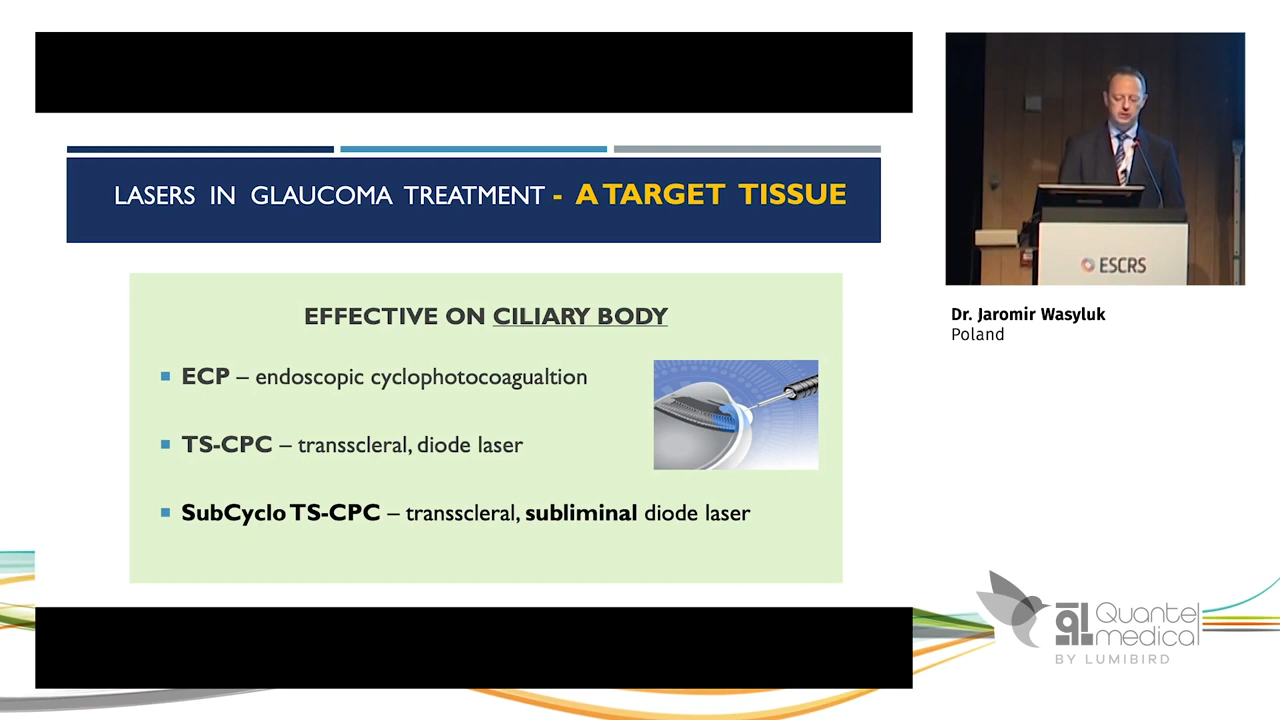 LASERS IN GLAUCOMA TREATMENT - A TARGET TISSUE
EFFECTIVE ON CILIARY BODY
ECP – endoscopic cyclophotocoagualtion
TS-CPC – transscleral, diode laser
SubCyclo TS-CPC – transscleral, subliminal diode laser
ESCRS
Dr. Jaromir Wasyluk
Poland
Quantel
medical
BY LUMIBIRD